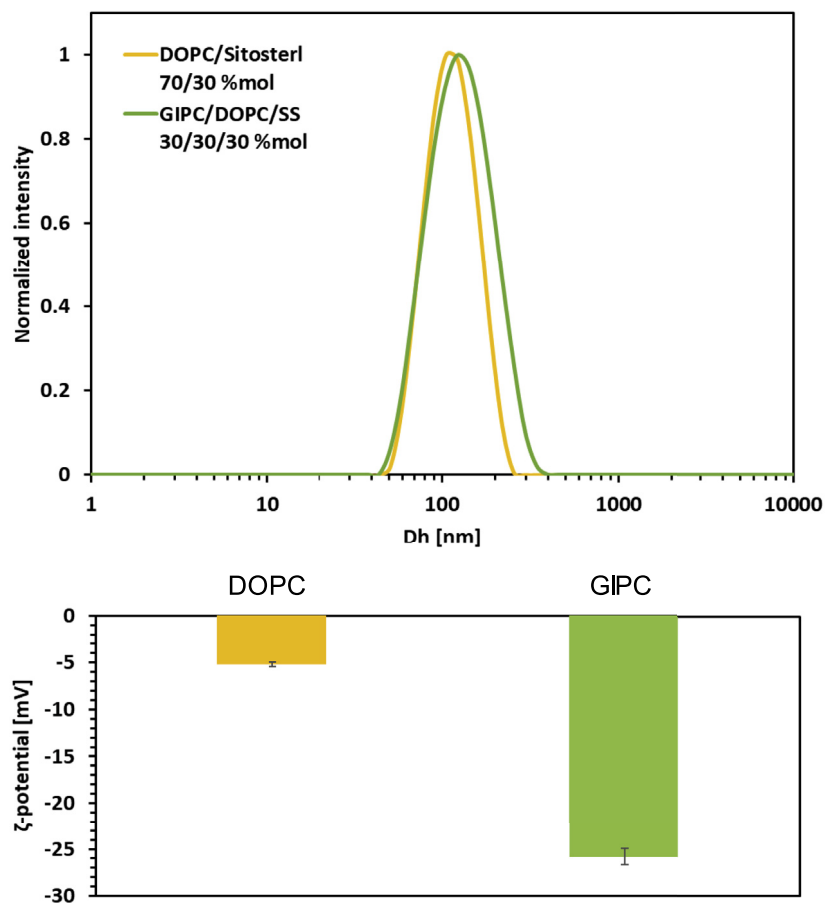 DOPC/Sitosterl
70/30 %mol
GIPC/DOPC/SS
30/30/30 %mol
Normalized intensity
1
0.8
0.6
0.4
0.2
0
1 10 100 1000 10000
Dh [nm]
DOPC GIPC
ζ-potential [mV]
0
-5
-10
-15
-20
-25
-30